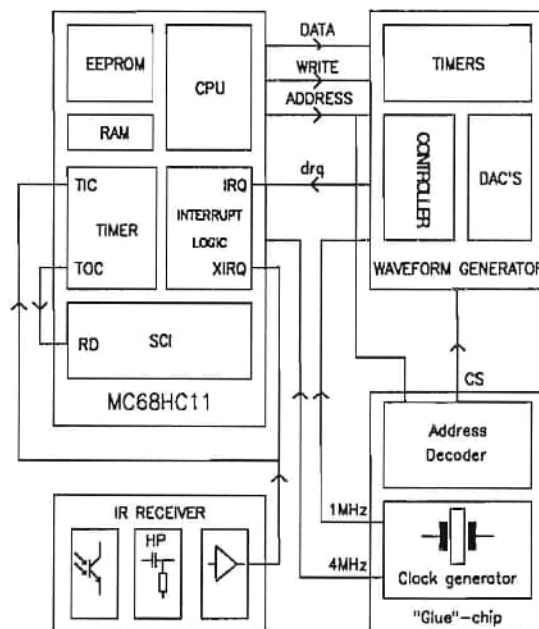 EEPROM
CPU
RAM
TIC
TIMER
TOC
IRQ
INTERRUPT
LOGIC
XIRQ
RD
SCI
MC68HC11
DATA
WRITE
ADDRESS
drq
TIMERS
CONTROLLER
DAC'S
WAVEFORM GENERATOR
CS
Address
Decoder
1MHz
4MHz
Clock generator
"Glue"-chip
IR RECEIVER
HP